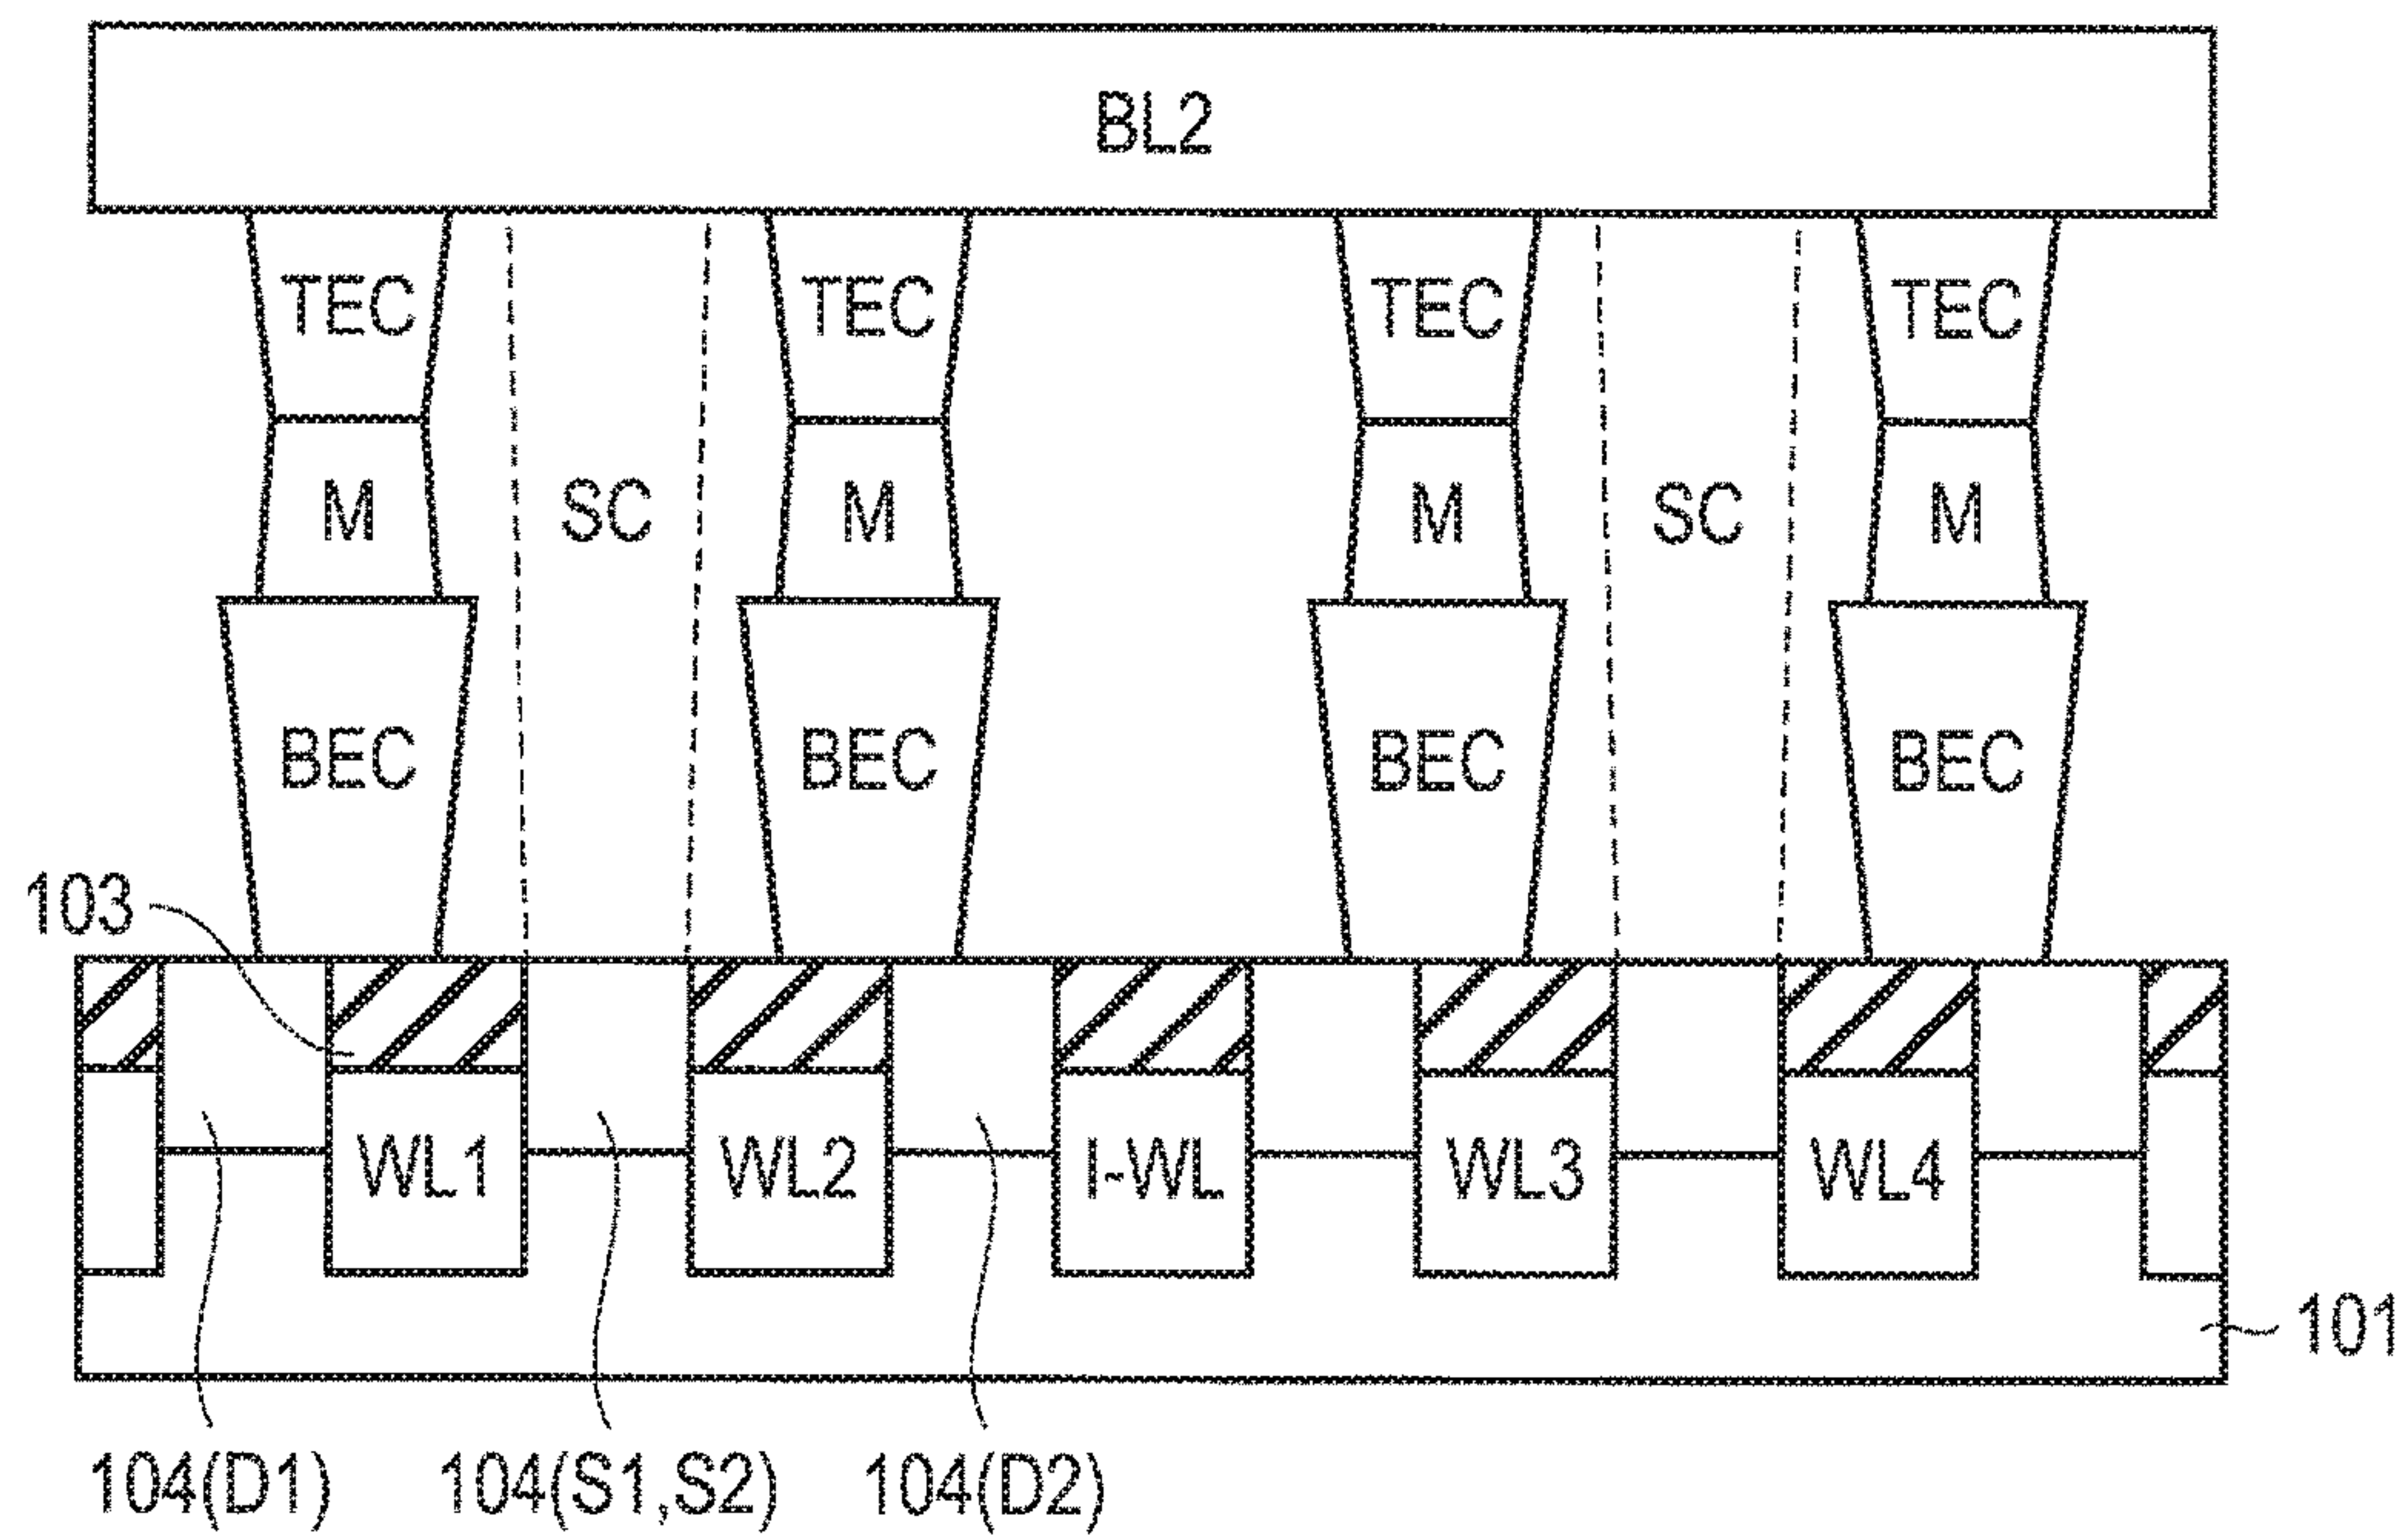 BL2
TEC TEC TEC TEC
M SC M M SC M
BEC BEC BEC BEC
103
WL1 WL2 I-WL WL3 WL4
101
104(D1) 104(S1,S2) 104(D2)